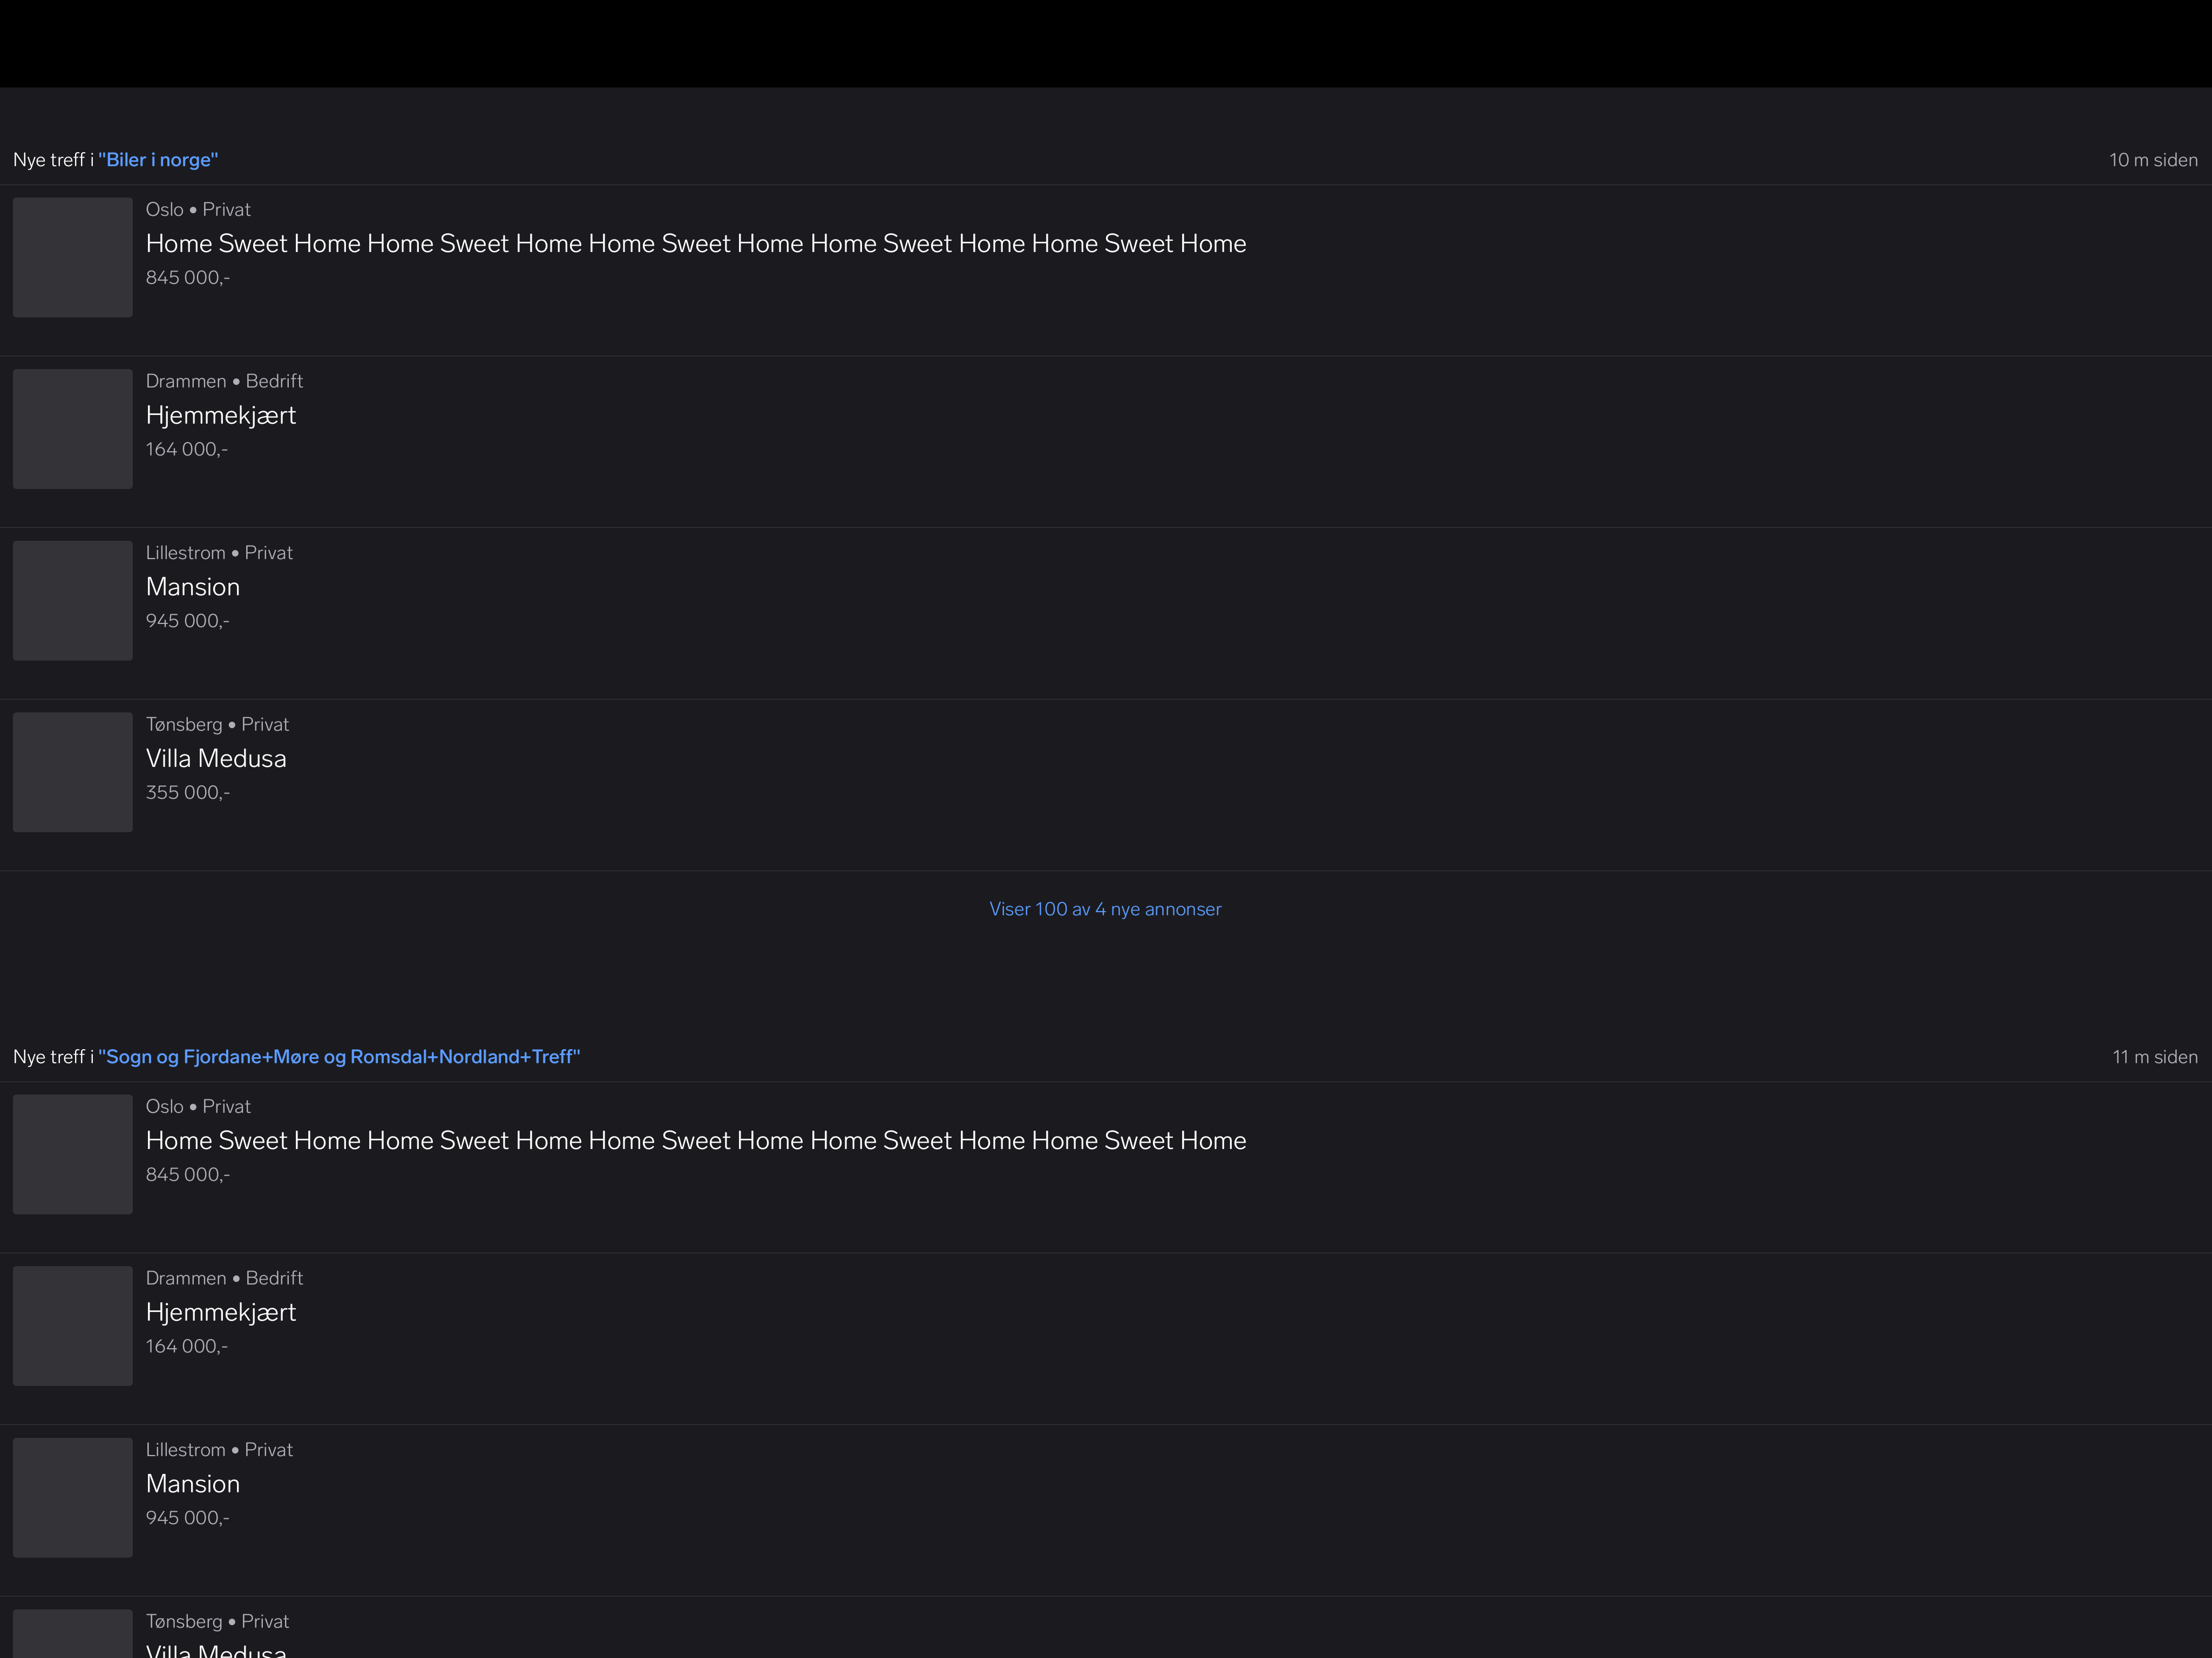 Nye treff i "Biler i norge"
10 m siden
Oslo • Privat
Home Sweet Home Home Sweet Home Home Sweet Home Home Sweet Home Home Sweet Home
845 000,-
Drammen • Bedrift
Hjemmekjært
164 000,-
Lillestrom • Privat
Mansion
945 000,-
Tønsberg • Privat
Villa Medusa
355 000,-
Viser 100 av 4 nye annonser
Nye treff i "Sogn og Fjordane+Møre og Romsdal+Nordland+Treff"
11 m siden
Oslo • Privat
Home Sweet Home Home Sweet Home Home Sweet Home Home Sweet Home Home Sweet Home
845 000,-
Drammen • Bedrift
Hjemmekjært
164 000,-
Lillestrom • Privat
Mansion
945 000,-
Tønsberg • Privat
Villa Medusa